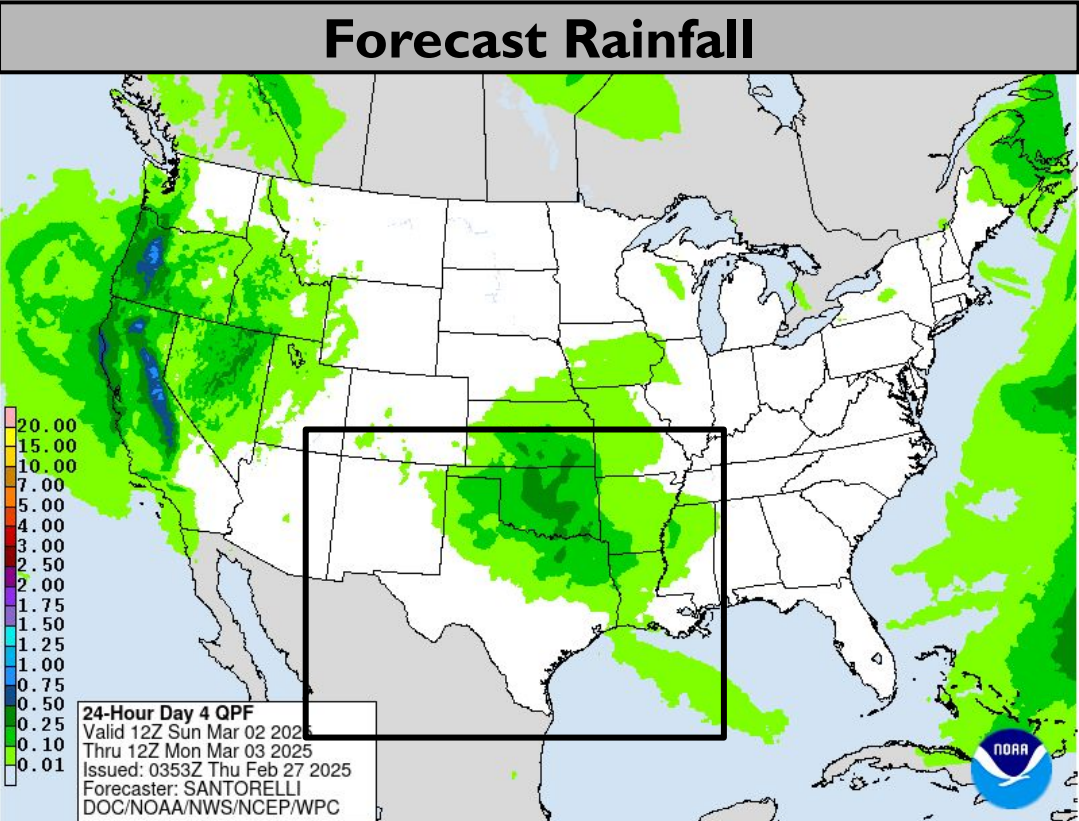 Forecast Rainfall
20.00
15.00
10.00
7.00
5.00
4.00
3.00
2.50
2.00
1.75
1.50
1.25
1.00
0.75
0.50
0.25
0.10
0.01
24-Hour Day 4 QPF
Valid 12Z Sun Mar 02 2025
Thru 12Z Mon Mar 03 2025
Issued: 0353Z Thu Feb 27 2025
Forecaster: SANTORELLI
DOC/NOAA/NWS/NCEP/WPC
NOAA